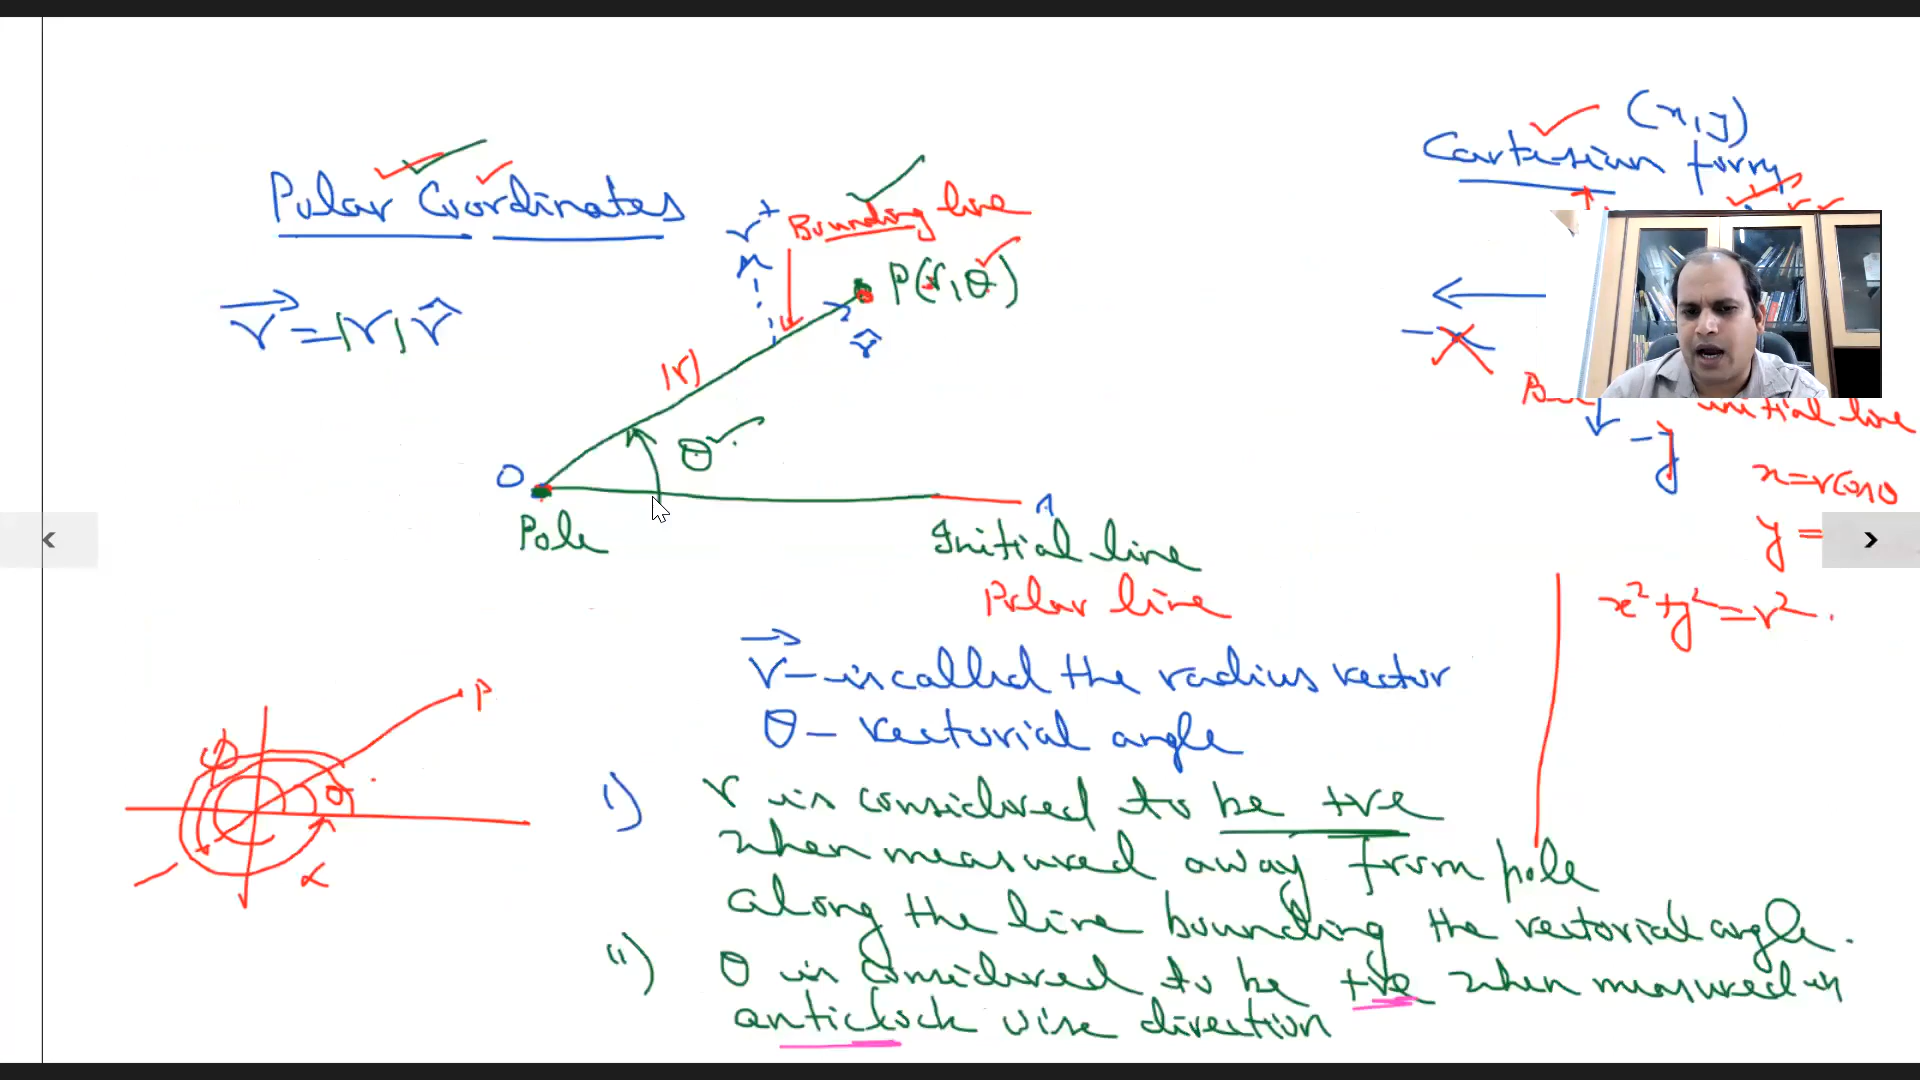 Polar Coordinates
r = |r| r̂
r+
Bounding line
P(r, θ)
r̂
|r|
θ
O
Pole
A
Initial line
Polar line
r – is called the radius vector
θ – vectorial angle
i) r is considered to be +ve
when measured away from pole
along the line bounding the vectorial angle.
ii) θ is considered to be +ve when measured in
anticlock wise direction
P
ϕ
θ
α
(x, y)
Cartesian form
-x
-y
initial line
x = r cos θ
y =
x² + y² = r².